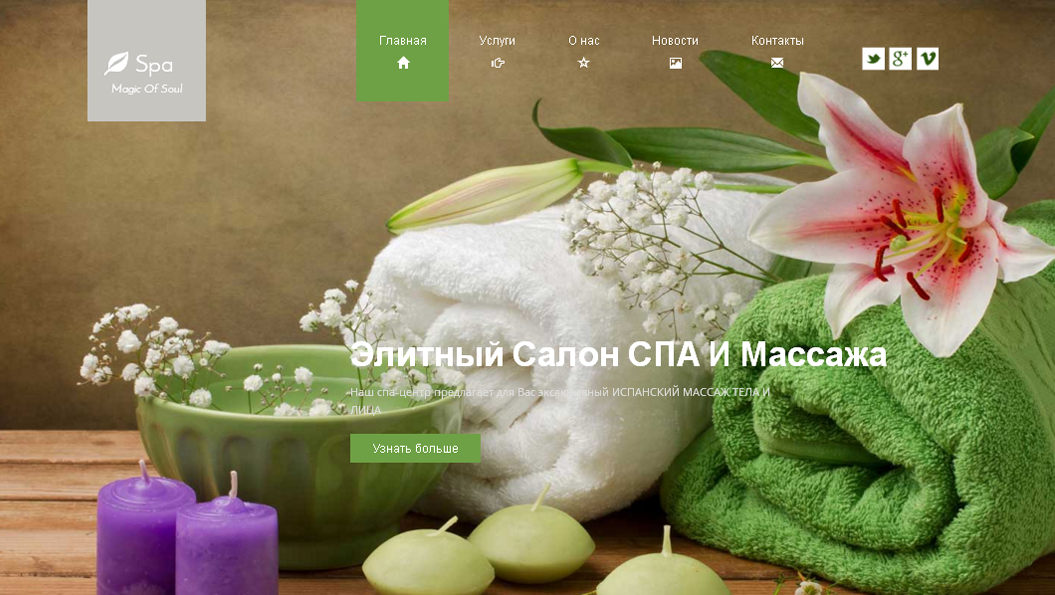 Главная Услуги О нас Новости Контакты
Spa
Magic Of Soul
Элитный Салон СПА И Массажа
Наш спа-центр предлагает для Вас эксклюзивный ИСПАНСКИЙ МАССАЖ ТЕЛА И
ЛИЦА
Узнать больше